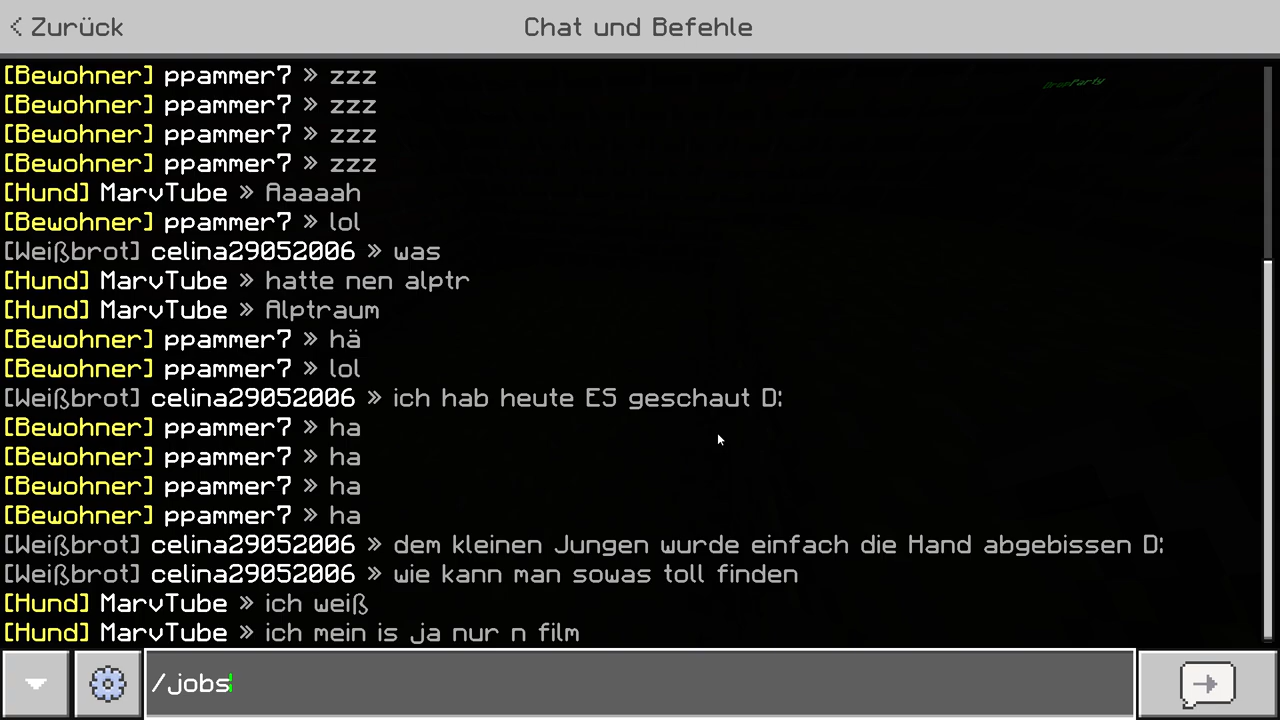 Zurück
Chat und Befehle
[Bewohner] ppammer7 » zzz
DropParty
[Bewohner] ppammer7 » zzz
[Bewohner] ppammer7 » zzz
[Bewohner] ppammer7 » zzz
[Hund] MarvTube » Aaaaah
[Bewohner] ppammer7 » lol
[Weißbrot] celina29052006 » was
[Hund] MarvTube » hatte nen alptr
[Hund] MarvTube » Alptraum
[Bewohner] ppammer7 » hä
[Bewohner] ppammer7 » lol
[Weißbrot] celina29052006 » ich hab heute ES geschaut D:
[Bewohner] ppammer7 » ha
[Bewohner] ppammer7 » ha
[Bewohner] ppammer7 » ha
[Bewohner] ppammer7 » ha
[Weißbrot] celina29052006 » dem kleinen Jungen wurde einfach die Hand abgebissen D:
[Weißbrot] celina29052006 » wie kann man sowas toll finden
[Hund] MarvTube » ich weiß
[Hund] MarvTube » ich mein is ja nur n film
/jobs